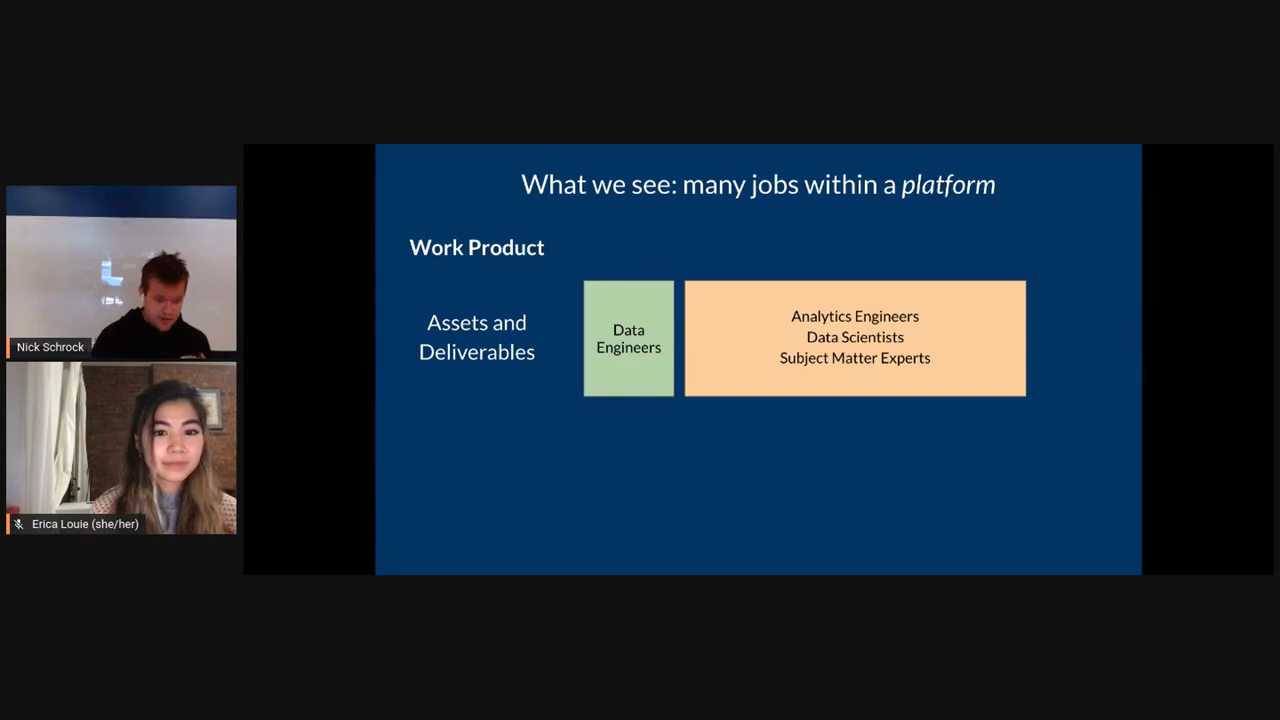 What we see: many jobs within a platform
Work Product
Assets and
Deliverables
Data
Engineers
Analytics Engineers
Data Scientists
Subject Matter Experts
Nick Schrock
Erica Louie (she/her)